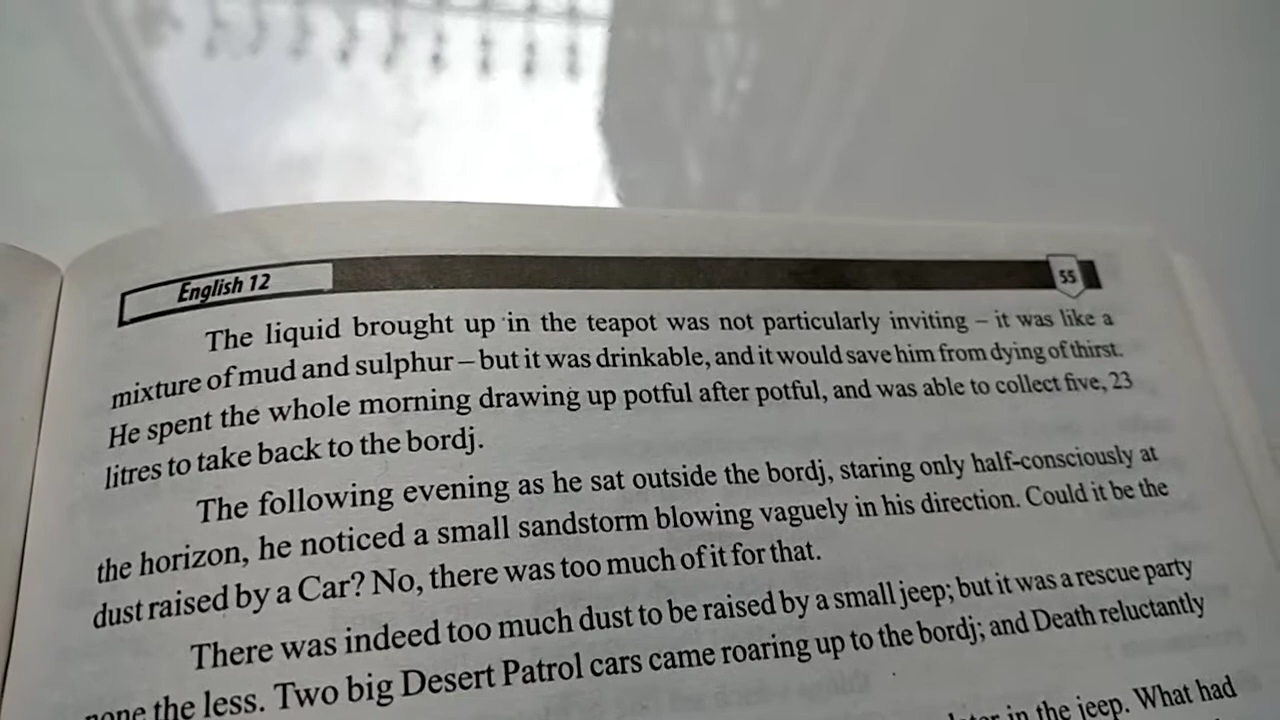 English 12
55
The liquid brought up in the teapot was not particularly inviting – it was like a
mixture of mud and sulphur – but it was drinkable, and it would save him from dying of thirst.
He spent the whole morning drawing up potful after potful, and was able to collect five, 23
litres to take back to the bordj.
The following evening as he sat outside the bordj, staring only half-consciously at
the horizon, he noticed a small sandstorm blowing vaguely in his direction. Could it be the
dust raised by a Car? No, there was too much of it for that.
There was indeed too much dust to be raised by a small jeep; but it was a rescue party
none the less. Two big Desert Patrol cars came roaring up to the bordj; and Death reluctantly
in the jeep. What had